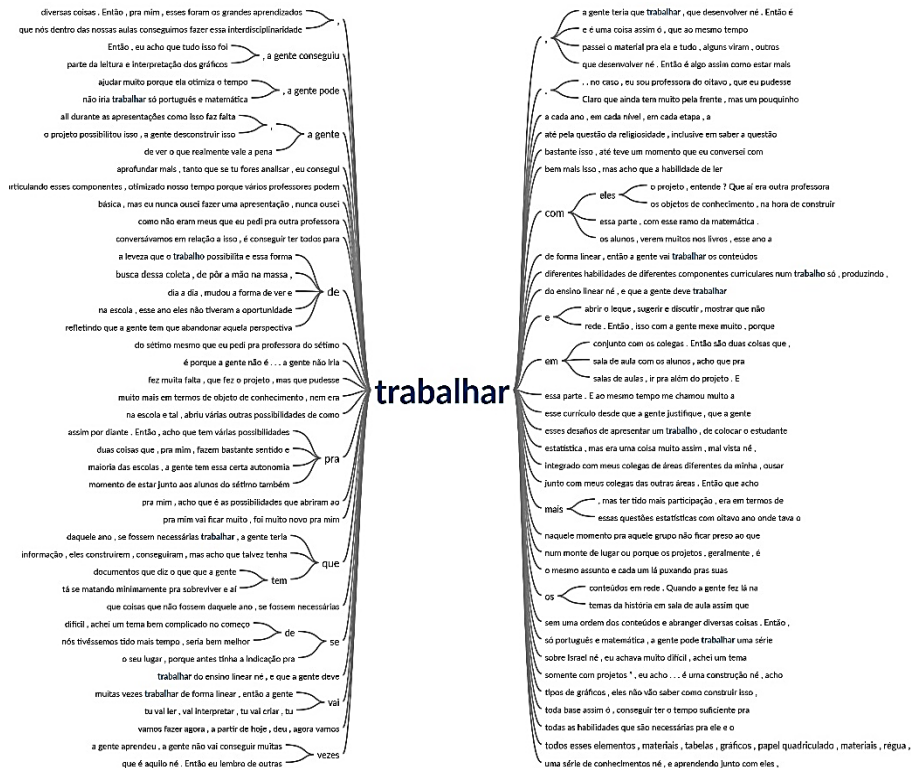 diversas coisas . Então , pra mim , esses foram os grandes aprendizados
que nós dentro das nossas aulas conseguimos fazer essa interdisciplinaridade
,
Então , eu acho que tudo isso foi
parte da leitura e interpretação dos gráficos
, a gente conseguiu
ajudar muito porque ela otimiza o tempo
não iria trabalhar só português e matemática
, a gente pode
ali durante as apresentações como isso faz falta
o projeto possibilitou isso , a gente desconstruir isso
,
de ver o que realmente vale a pena
a gente
aprofundar mais , tanto que se tu fores analisar , eu consegui
rticulando esses componentes , otimizado nosso tempo porque vários professores podem
básica , mas eu nunca ousei fazer uma apresentação , nunca ousei
como não eram meus que eu pedi pra outra professora
conversávamos em relação a isso , é conseguir ter todos para
a leveza que o trabalho possibilita e essa forma
busca dessa coleta , de pôr a mão na massa ,
dia a dia , mudou a forma de ver e
na escola , esse ano eles não tiveram a oportunidade
refletindo que a gente tem que abandonar aquela perspectiva
de
do sétimo mesmo que eu pedi pra professora do sétimo
é porque a gente não é . . . a gente não iria
fez muita falta , que fez o projeto , mas que pudesse
muito mais em termos de objeto de conhecimento , nem era
na escola e tal , abriu várias outras possibilidades de como
assim por diante . Então , acho que tem várias possibilidades
duas coisas que , pra mim , fazem bastante sentido e
maioria das escolas , a gente tem essa certa autonomia
momento de estar junto aos alunos do sétimo também
pra
pra mim , acho que é as possibilidades que abriram ao
pra mim vai ficar muito , foi muito novo pra mim
daquele ano , se fossem necessárias trabalhar , a gente teria
informação , eles construirem , conseguiram , mas acho que talvez tenha
documentos que diz o que que a gente
tá se matando minimamente pra sobreviver e aí
tem
que
que coisas que não fossem daquele ano , se fossem necessárias
difícil , achei um tema bem complicado no começo
nós tivéssemos tido mais tempo , seria bem melhor
de
o seu lugar , porque antes tinha a indicação pra
se
trabalhar do ensino linear né , e que a gente deve
muitas vezes trabalhar de forma linear , então a gente
tu vai ler , vai interpretar , tu vai criar , tu
vai
vamos fazer agora , a partir de hoje , deu , agora vamos
a gente aprendeu , a gente não vai conseguir muitas
que é aquilo né . Então eu lembro de outras
vezes
trabalhar
,
a gente teria que trabalhar , que desenvolver né . Então é
e é uma coisa assim ó , que ao mesmo tempo
passei o material pra ela e tudo , alguns viram , outros
que desenvolver né . Então é algo assim como estar mais
.
. . no caso , eu sou professora do oitavo , que eu pudesse
Claro que ainda tem muito pela frente , mas um pouquinho
a cada ano , em cada nível , em cada etapa , a
até pela questão da religiosidade , inclusive em saber a questão
bastante isso , até teve um momento que eu conversei com
bem mais isso , mas acho que a habilidade de ler
com
eles
o projeto , entende ? Que aí era outra professora
os objetos de conhecimento , na hora de construir
essa parte , com esse ramo da matemática .
os alunos , verem muitos nos livros , esse ano a
de forma linear , então a gente vai trabalhar os conteúdos
diferentes habilidades de diferentes componentes curriculares num trabalho só , produzindo ,
do ensino linear né , e que a gente deve trabalhar
e
abrir o leque , sugerir e discutir , mostrar que não
rede . Então , isso com a gente mexe muito , porque
em
conjunto com os colegas . Então são duas coisas que ,
sala de aula com os alunos , acho que pra
salas de aulas , ir pra além do projeto . E
essa parte . E ao mesmo tempo me chamou muito a
esse currículo desde que a gente justifique , que a gente
esses desafios de apresentar um trabalho , de colocar o estudante
estatística , mas era uma coisa muito assim , mal vista né ,
integrado com meus colegas de áreas diferentes da minha , ousar
junto com meus colegas das outras áreas . Então que acho
mais
, mas ter tido mais participação , era em termos de
essas questões estatísticas com oitavo ano onde tava o
naquele momento pra aquele grupo não ficar preso ao que
num monte de lugar ou porque os projetos , geralmente , é
o mesmo assunto e cada um lá puxando pras suas
os
conteúdos em rede . Quando a gente fez lá na
temas da história em sala de aula assim que
sem uma ordem dos conteúdos e abranger diversas coisas . Então ,
só português e matemática , a gente pode trabalhar uma série
sobre Israel né , eu achava muito difícil , achei um tema
somente com projetos " , eu acho . . . é uma construção né , acho
tipos de gráficos , eles não vão saber como construir isso ,
toda base assim ó , conseguir ter o tempo suficiente pra
todas as habilidades que são necessárias pra ele e o
todos esses elementos , materiais , tabelas , gráficos , papel quadriculado , materiais , régua ,
uma série de conhecimentos né , e aprendendo junto com eles ,